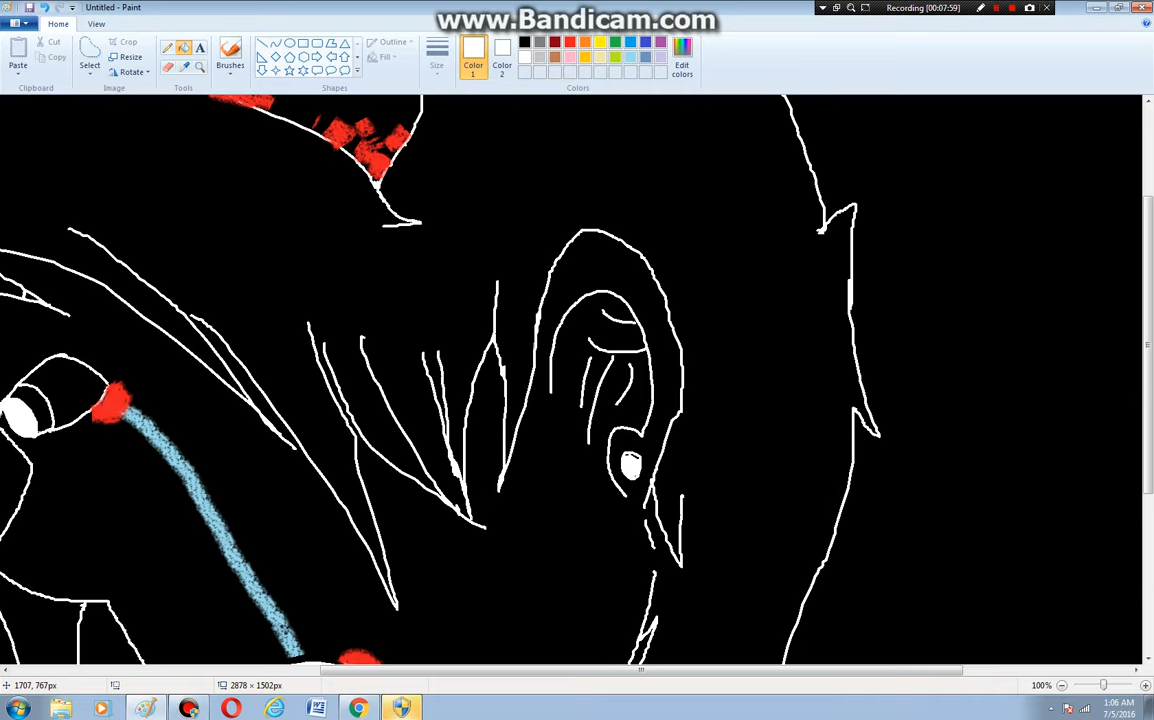 Untitled - Paint
www.Bandicam.com
Recording [00:07:59]
Home
View
Paste
Cut
Copy
Clipboard
Select
Crop
Resize
Rotate
Image
A
Tools
Brushes
Outline
Fill
Shapes
Size
Color
1
Color
2
Edit
colors
Colors
1707, 767px
2878 × 1502px
100%
1:06 AM
7/5/2016